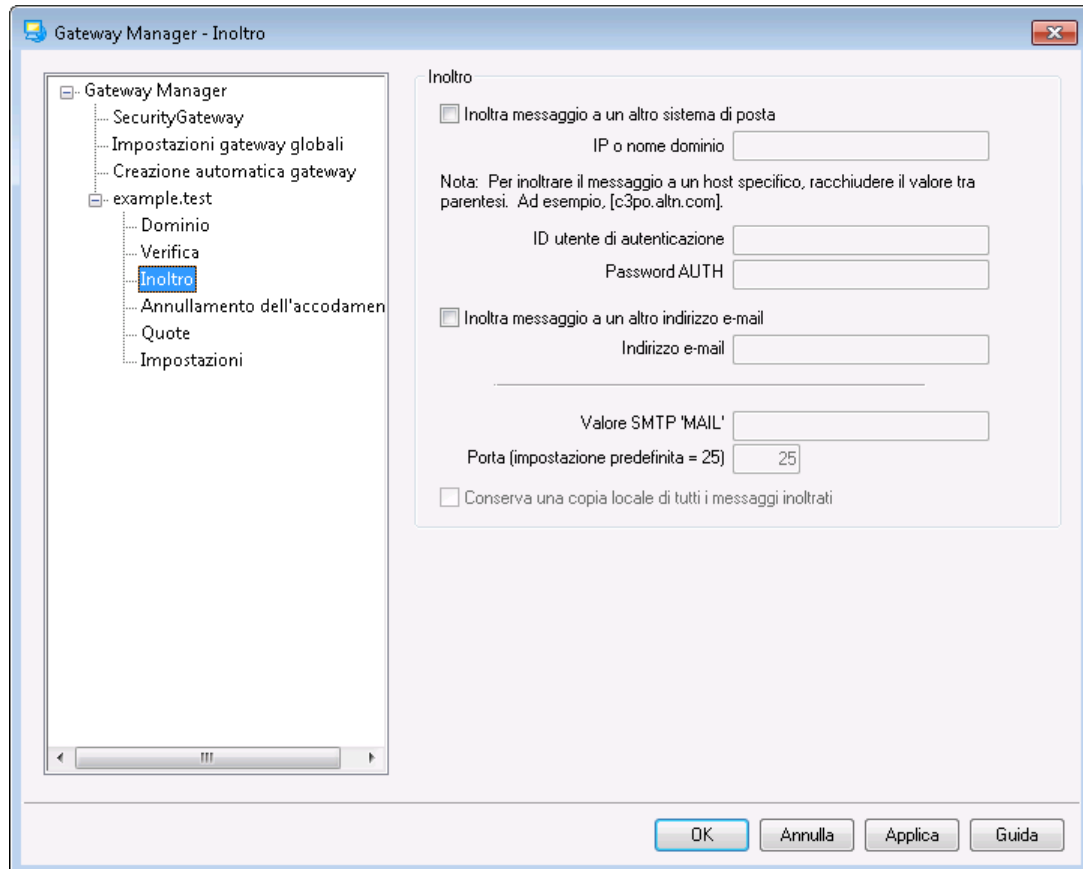 Gateway Manager - Inoltro
Gateway Manager
SecurityGateway
Impostazioni gateway globali
Creazione automatica gateway
example.test
Dominio
Verifica
Inoltro
Annullamento dell'accodamen
Quote
Impostazioni
Inoltro
Inoltra messaggio a un altro sistema di posta
IP o nome dominio
Nota: Per inoltrare il messaggio a un host specifico, racchiudere il valore tra
parentesi. Ad esempio, [c3po.altn.com].
ID utente di autenticazione
Password AUTH
Inoltra messaggio a un altro indirizzo e-mail
Indirizzo e-mail
Valore SMTP 'MAIL'
Porta (impostazione predefinita = 25) 25
Conserva una copia locale di tutti i messaggi inoltrati
OK Annulla Applica Guida